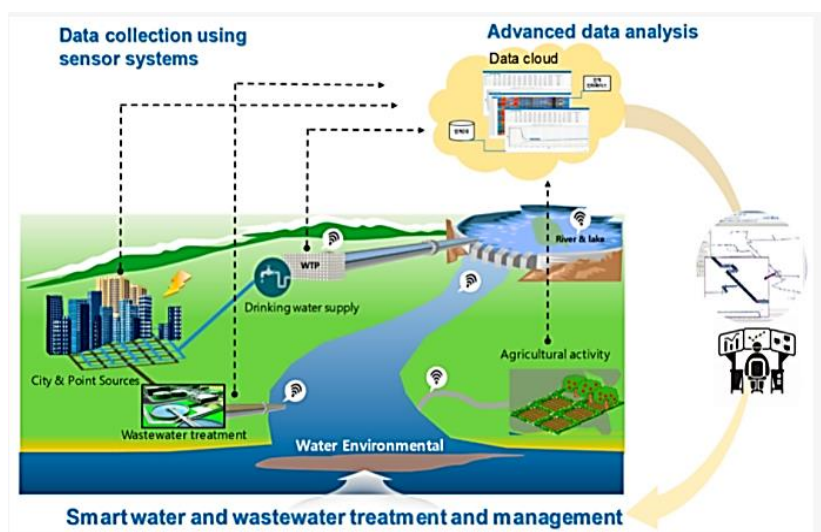 Data collection using
sensor systems
Advanced data analysis
Data cloud
River & lake
WTP
Drinking water supply
Agricultural activity
City & Point Sources
Wastewater treatment
Water Environmental
Smart water and wastewater treatment and management